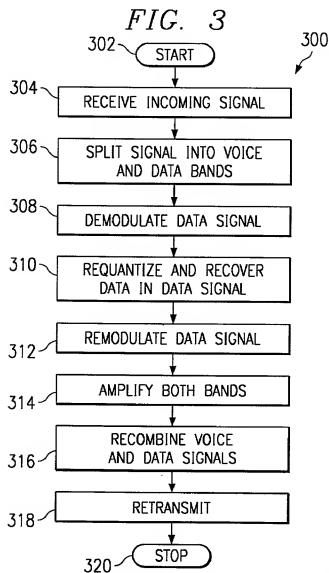 FIG. 3
300
302
START
304
RECEIVE INCOMING SIGNAL
306
SPLIT SIGNAL INTO VOICE
AND DATA BANDS
308
DEMODULATE DATA SIGNAL
310
REQUANTIZE AND RECOVER
DATA IN DATA SIGNAL
312
REMODULATE DATA SIGNAL
314
AMPLIFY BOTH BANDS
316
RECOMBINE VOICE
AND DATA SIGNALS
318
RETRANSMIT
320
STOP